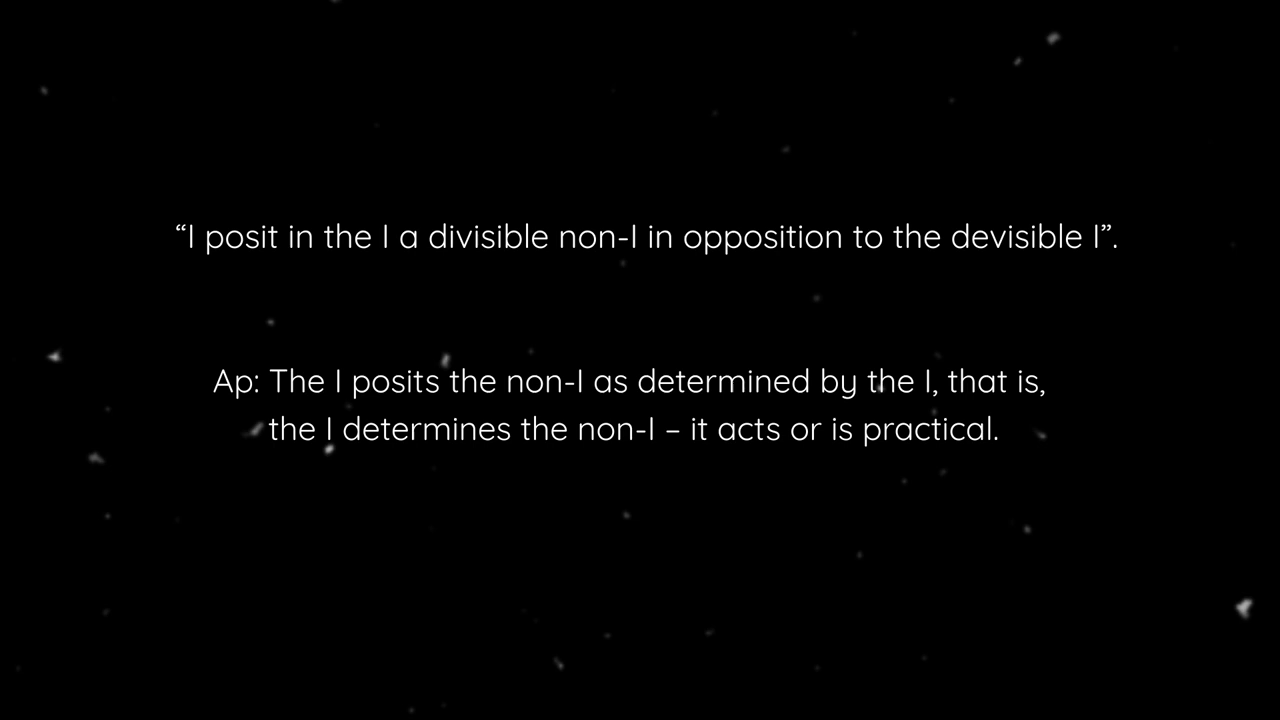 “I posit in the I a divisible non-I in opposition to the devisible I”.
Ap: The I posits the non-I as determined by the I, that is,
the I determines the non-I – it acts or is practical.